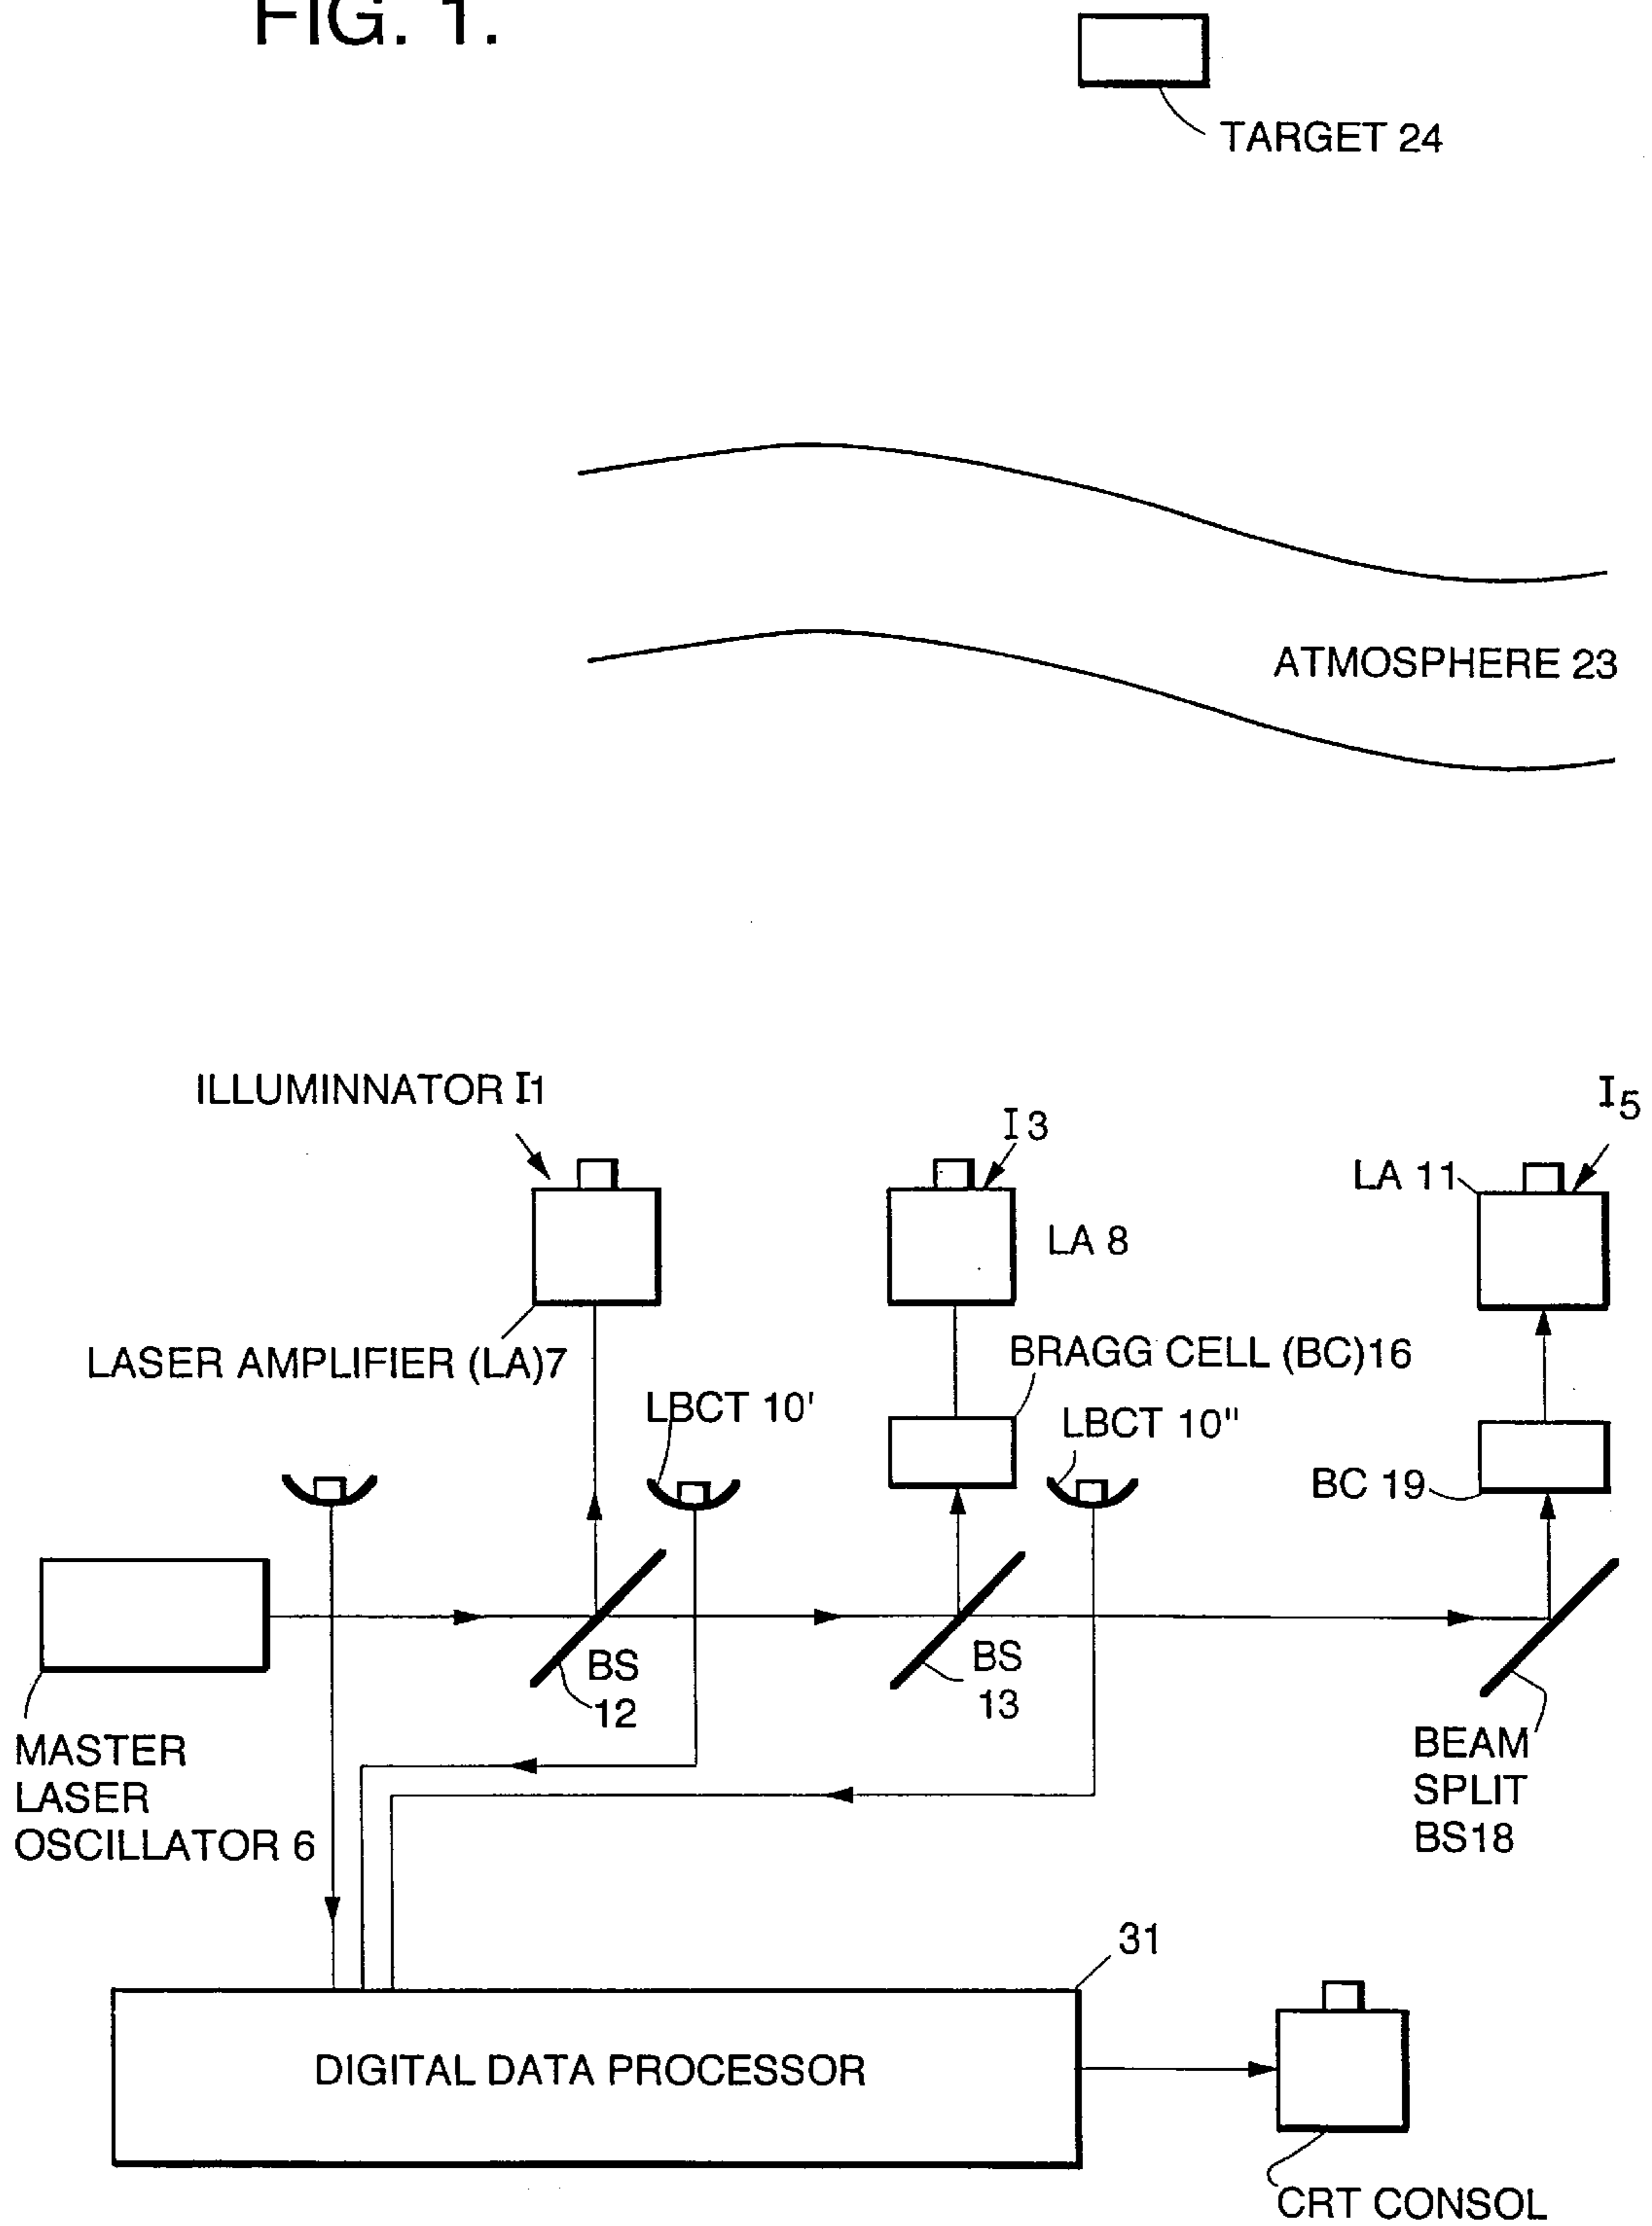 FIG. 1.
TARGET 24
ATMOSPHERE 23
ILLUMINNATOR I1
I3
I5
LA 11
LA 8
LASER AMPLIFIER (LA)7
BRAGG CELL (BC)16
LBCT 10'
LBCT 10"
BC 19
BS
12
BS
13
MASTER
LASER
OSCILLATOR 6
BEAM
SPLIT
BS18
31
DIGITAL DATA PROCESSOR
CRT CONSOL